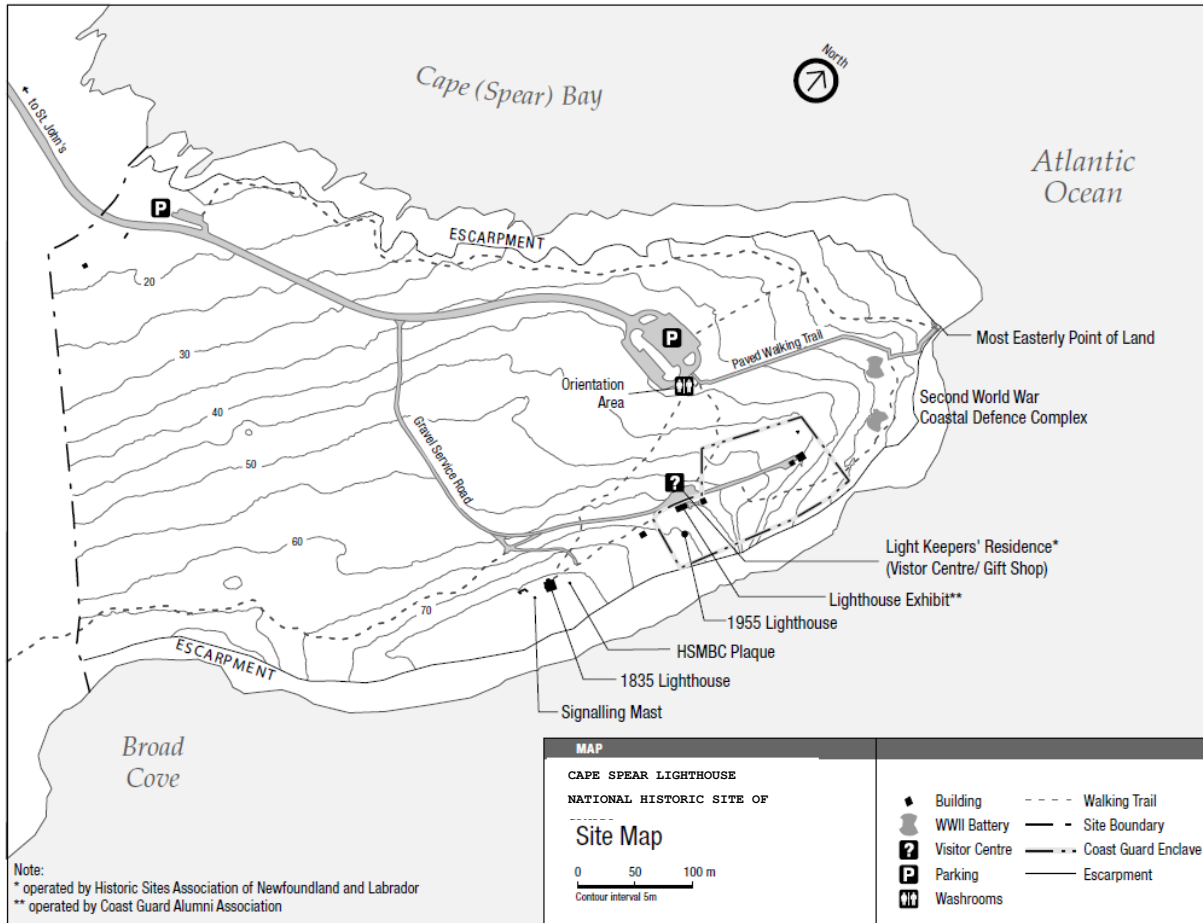 North
Cape (Spear) Bay
to St. John's
Atlantic
Ocean
P
ESCARPMENT
20
P
Most Easterly Point of Land
Paved Walking Trail
30
Orientation
Area
Second World War
Coastal Defence Complex
40
Gravel Service Road
50
?
60
Light Keepers' Residence*
(Vistor Centre/ Gift Shop)
Lighthouse Exhibit**
70
1955 Lighthouse
ESCARPMENT
HSMBC Plaque
1835 Lighthouse
Signalling Mast
Broad
Cove
MAP
CAPE SPEAR LIGHTHOUSE
NATIONAL HISTORIC SITE OF
Site Map
0 50 100 m
Contour interval 5m
Building
WWII Battery
? Visitor Centre
P Parking
Washrooms
Walking Trail
Site Boundary
Coast Guard Enclave
Escarpment
Note:
* operated by Historic Sites Association of Newfoundland and Labrador
** operated by Coast Guard Alumni Association